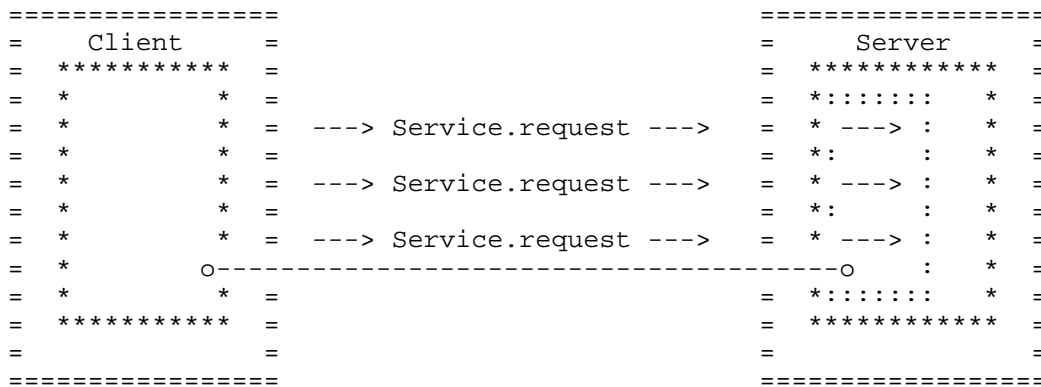 =================                               ==================
=     Client     =                               =     Server     =
=  ***********  =                               =  ************  =
=  *         *  =                               =  *:::::::   *  =
=  *         *  =  ---> Service.request --->    =  * ---> :   *  =
=  *         *  =                               =  *:     :   *  =
=  *         *  =  ---> Service.request --->    =  * ---> :   *  =
=  *         *  =                               =  *:     :   *  =
=  *         *  =  ---> Service.request --->    =  * ---> :   *  =
=  *        o---------------------------------------o    :   *  =
=  *         *  =                               =  *:::::::   *  =
=  ***********  =                               =  ************  =
=               =                               =                =
=================                               ==================